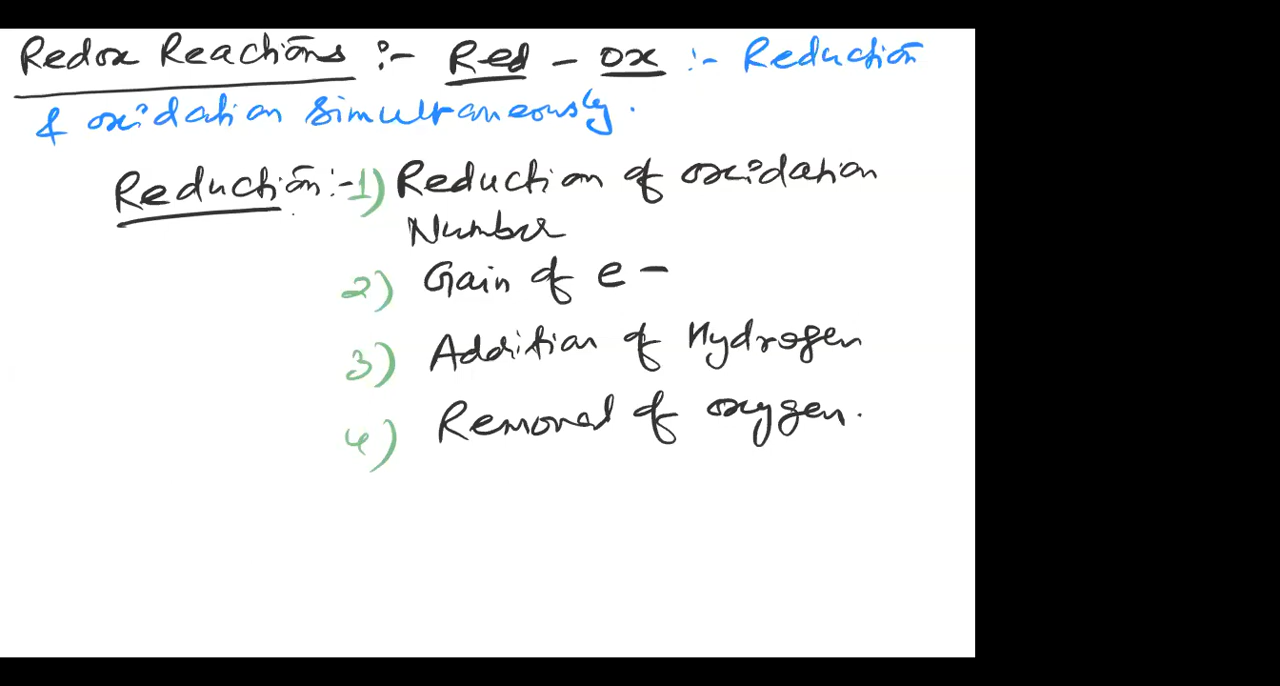 Redox Reactions :- Red - ox :- Reduction
& oxidation simultaneously.
Reduction :- 1) Reduction of oxidation
Number
2) Gain of e -
3) Addition of Hydrogen
4) Removal of oxygen.